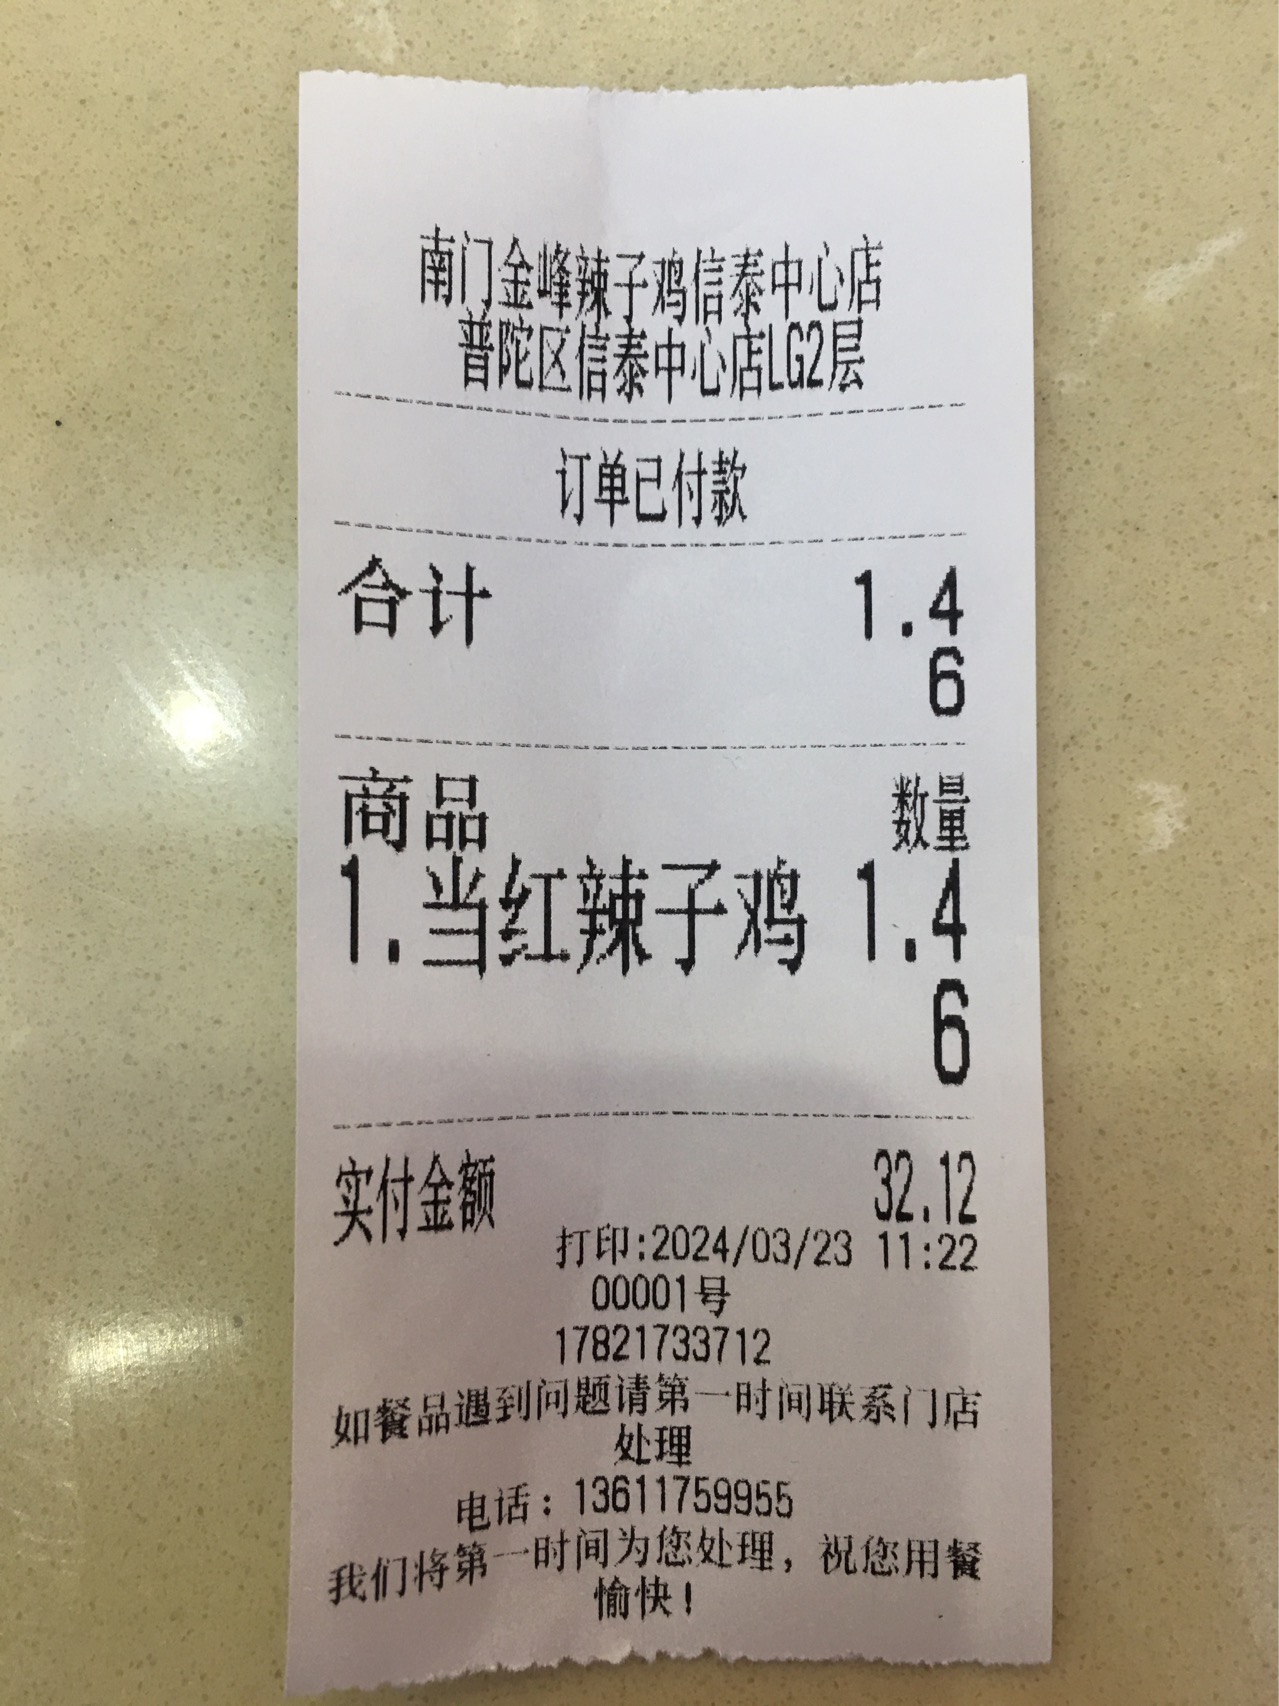 南门金峰辣子鸡信泰中心店
普陀区信泰中心店LG2层
订单已付款
合计 1.4
6
商品 数量
1.当红辣子鸡 1.4
6
实付金额 32.12
打印:2024/03/23 11:22
00001号
17821733712
如餐品遇到问题请第一时间联系门店
处理
电话：13611759955
我们将第一时间为您处理，祝您用餐
愉快！